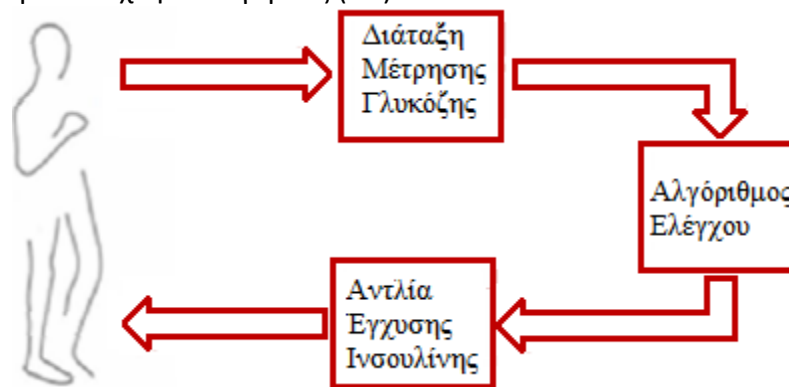 Διάταξη
Μέτρησης
Γλυκόζης
Αλγόριθμος
Ελέγχου
Αντλία
Έγχυσης
Ινσουλίνης